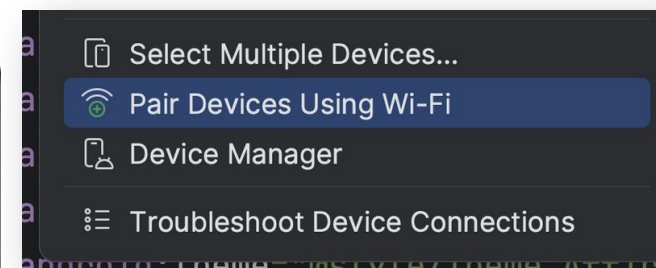 Select Multiple Devices...
Pair Devices Using Wi-Fi
Device Manager
Troubleshoot Device Connections